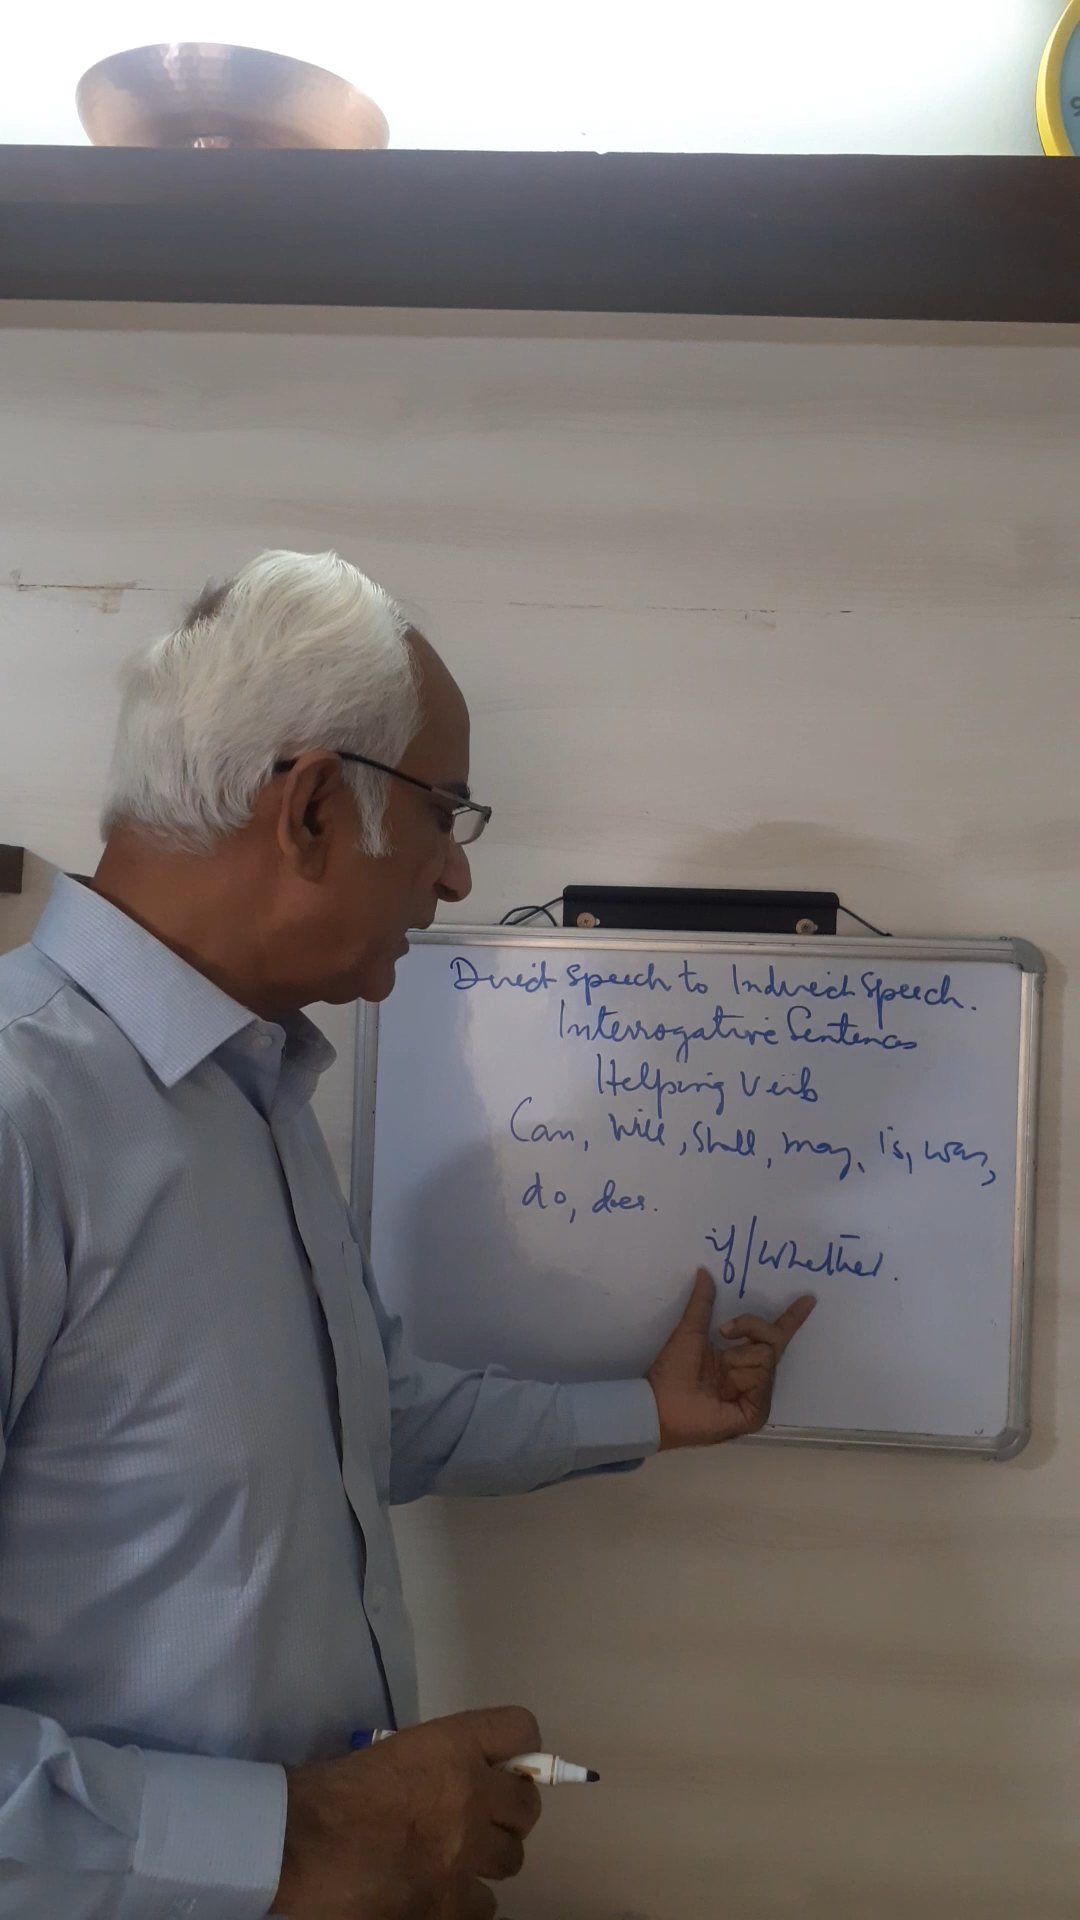 Direct Speech to Indirect Speech.
Interrogative Sentences
Helping Verb
Can, Will, Shall, may, is, was,
do, does.
if/whether.
9